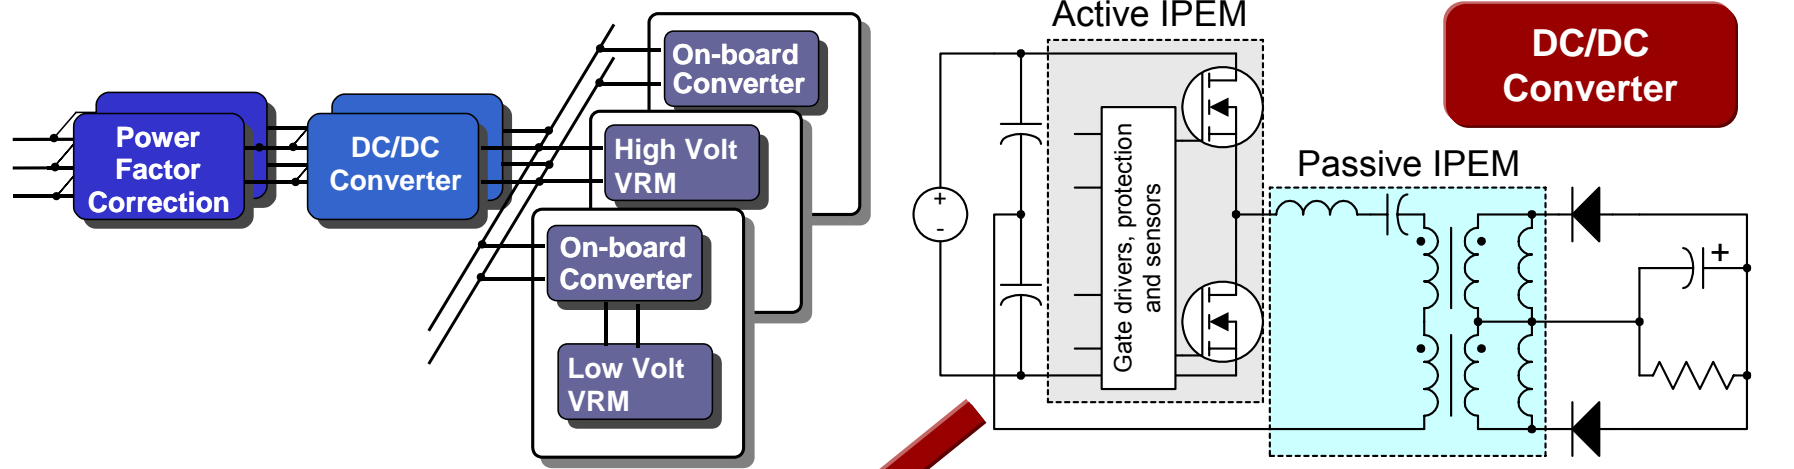 Power
Factor
Correction
DC/DC
Converter
On-board
Converter
High Volt
VRM
On-board
Converter
Low Volt
VRM
Active IPEM
+
-
Gate drivers, protection
and sensors
Passive IPEM
+
DC/DC
Converter